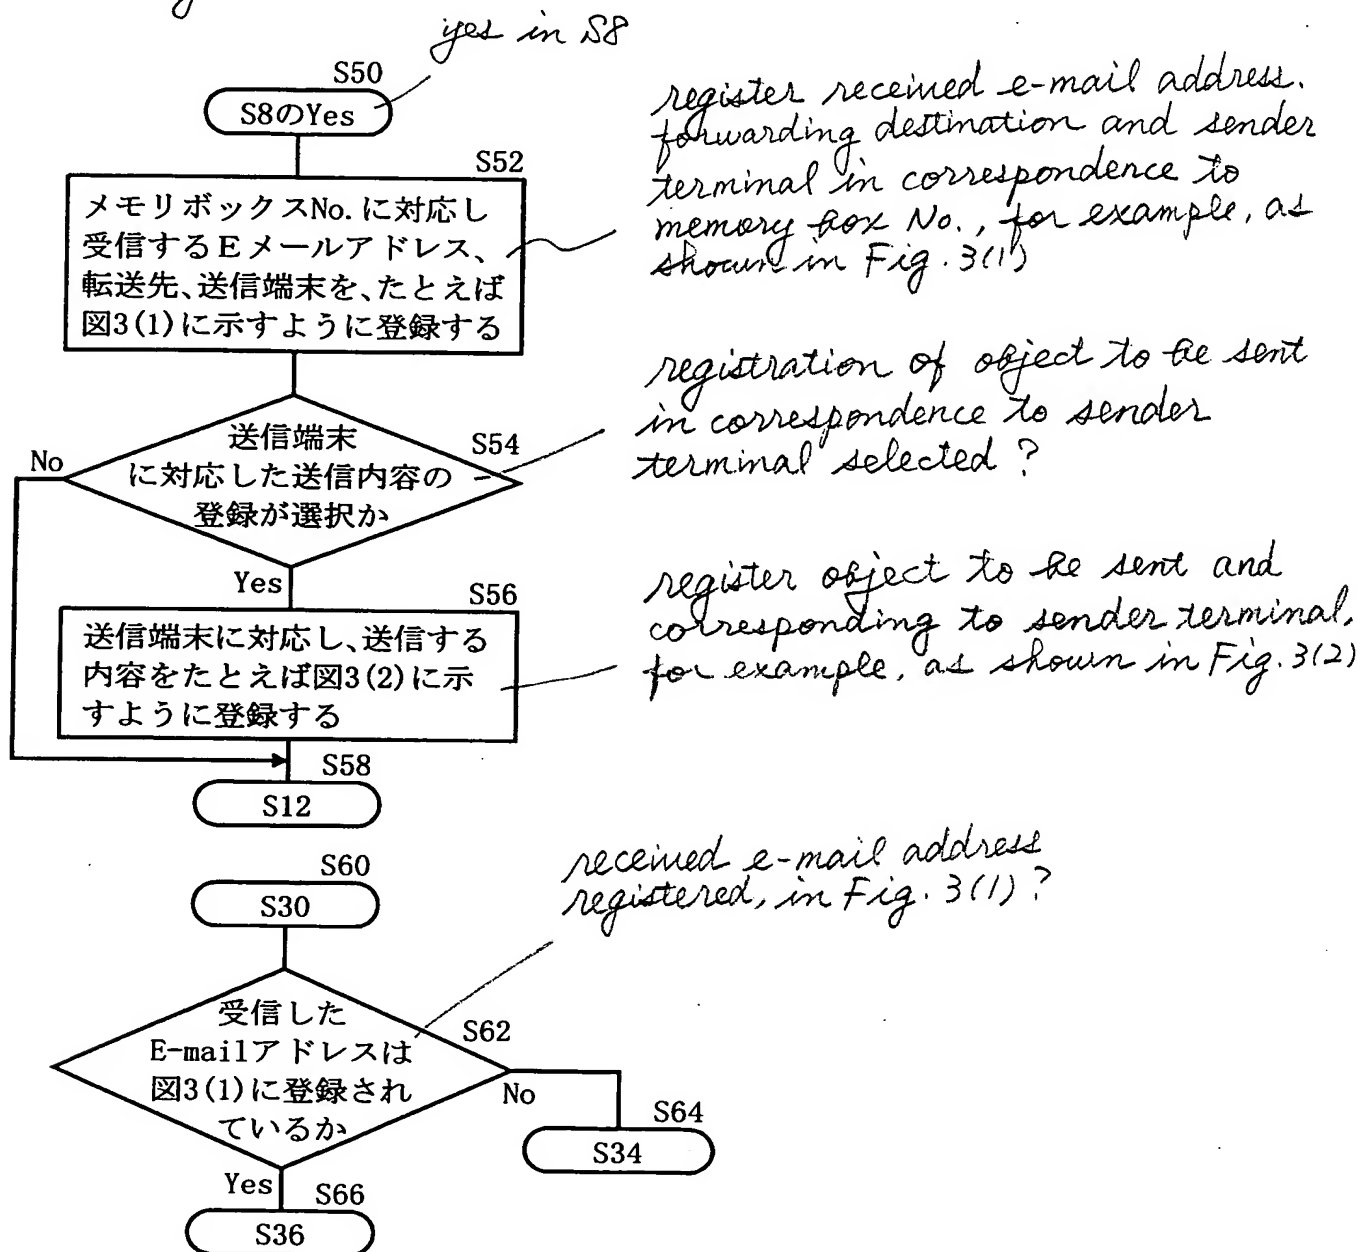 yes in S8
S50
S8のYes
S52
メモリボックスNo.に対応し
受信するEメールアドレス、
転送先、送信端末を、たとえば
図3(1)に示すように登録する
register received e-mail address.
forwarding destination and sender
terminal in correspondence to
memory box No., for example, as
shown in Fig. 3(1)
送信端末
に対応した送信内容の
登録が選択か
S54
No
Yes
registration of object to be sent
in correspondence to sender
terminal selected?
S56
送信端末に対応し、送信する
内容をたとえば図3(2)に示
すように登録する
register object to be sent and
corresponding to sender terminal,
for example, as shown in Fig. 3(2)
S58
S12
S60
S30
受信した
E-mailアドレスは
図3(1)に登録され
ているか
S62
received e-mail address
registered, in Fig. 3(1)?
No
S64
S34
Yes
S66
S36